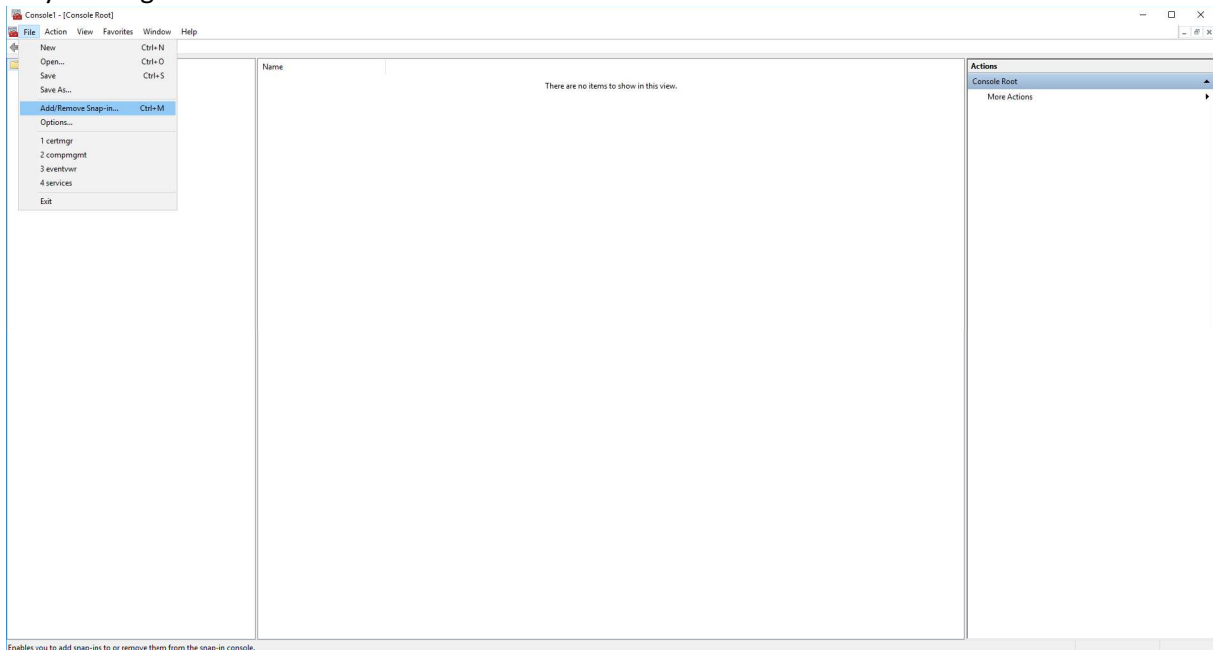 Console1 - [Console Root]
File Action View Favorites Window Help
New Ctrl+N
Open... Ctrl+O
Save Ctrl+S
Save As...
Add/Remove Snap-in... Ctrl+M
Options...
1 certmgr
2 compmgmt
3 eventvwr
4 services
Exit
Name
There are no items to show in this view.
Actions
Console Root
More Actions
Enables you to add snap-ins to or remove them from the snap-in console.